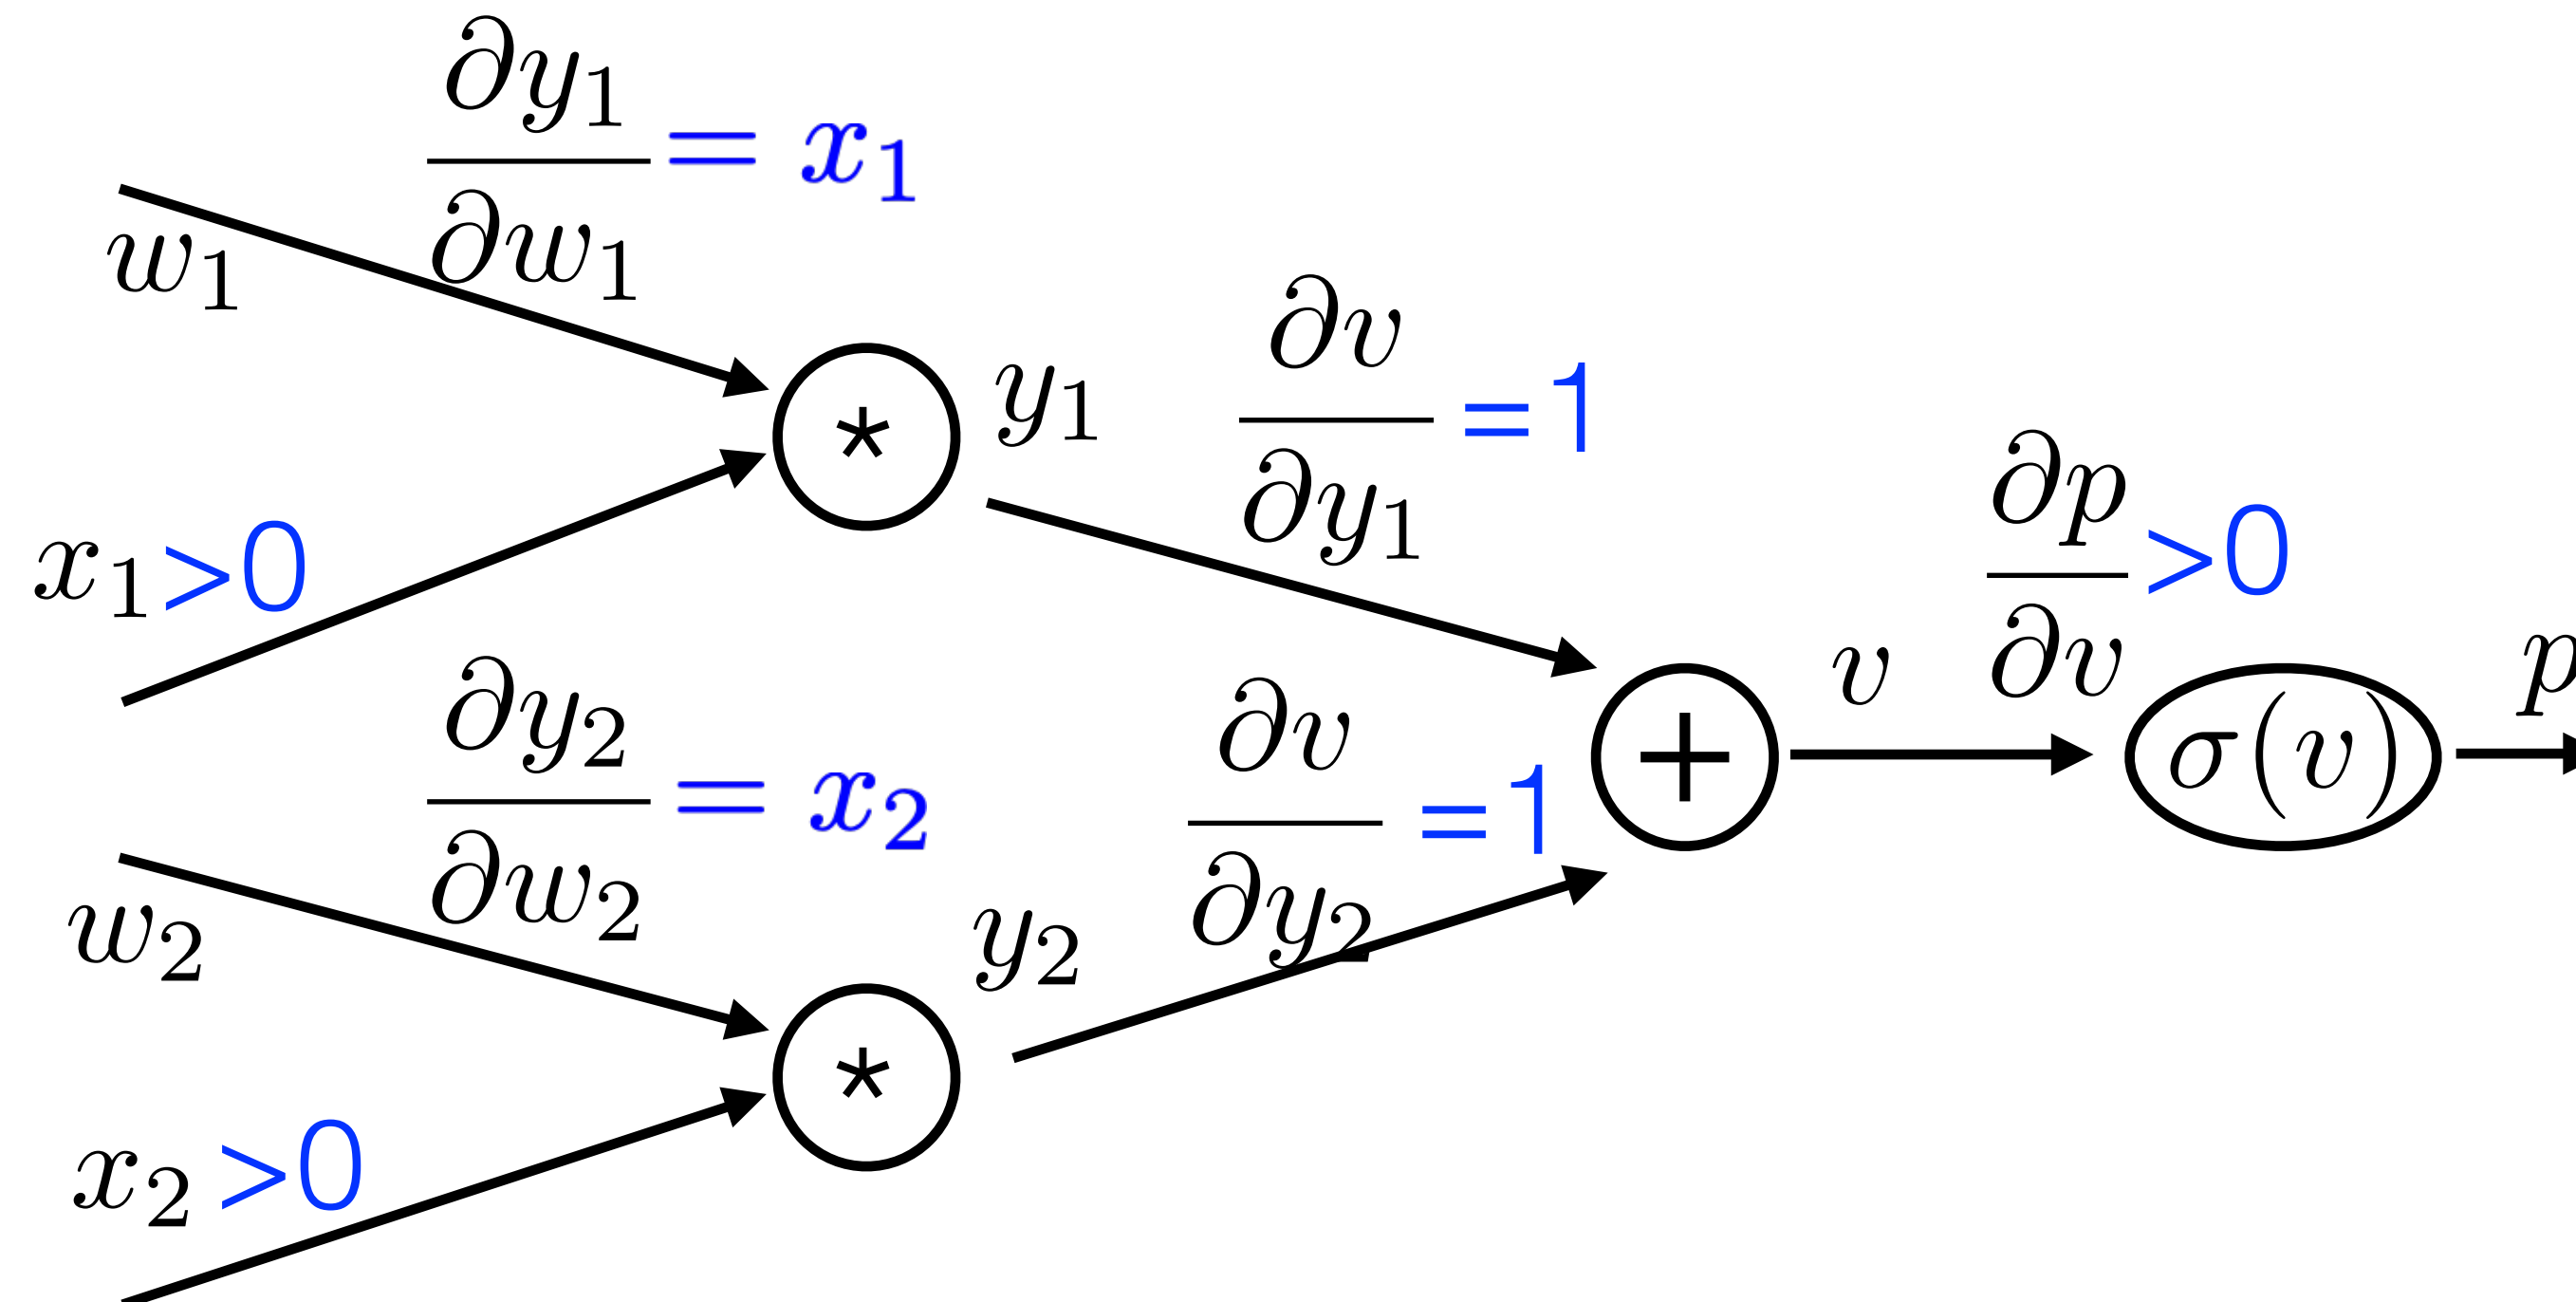 ∂y₁/∂w₁ = x₁
w₁
*
y₁
∂v/∂y₁ =1
x₁>0
∂p/∂v >0
∂y₂/∂w₂ = x₂
∂v/∂y₂ =1
+
v
σ(v)
p
w₂
y₂
*
x₂>0